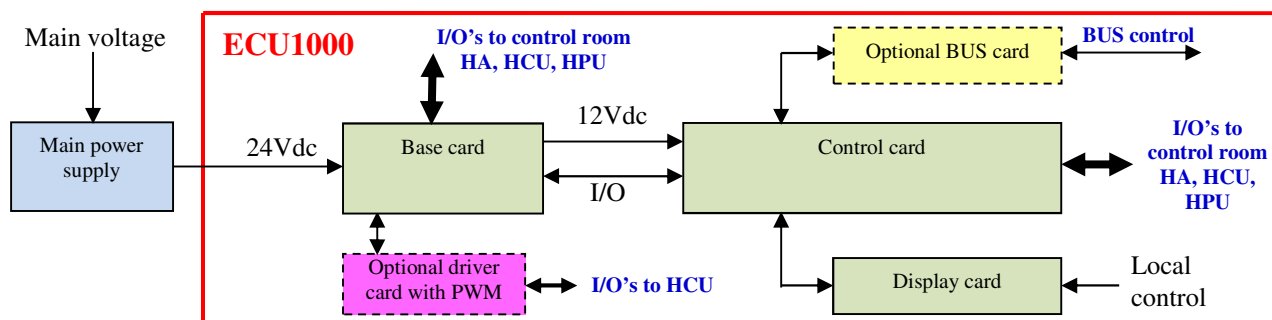 Main voltage
ECU1000
I/O's to control room
HA, HCU, HPU
Optional BUS card
BUS control
Main power
supply
24Vdc
Base card
12Vdc
I/O
Control card
I/O's to
control room
HA, HCU,
HPU
Optional driver
card with PWM
I/O's to HCU
Display card
Local
control